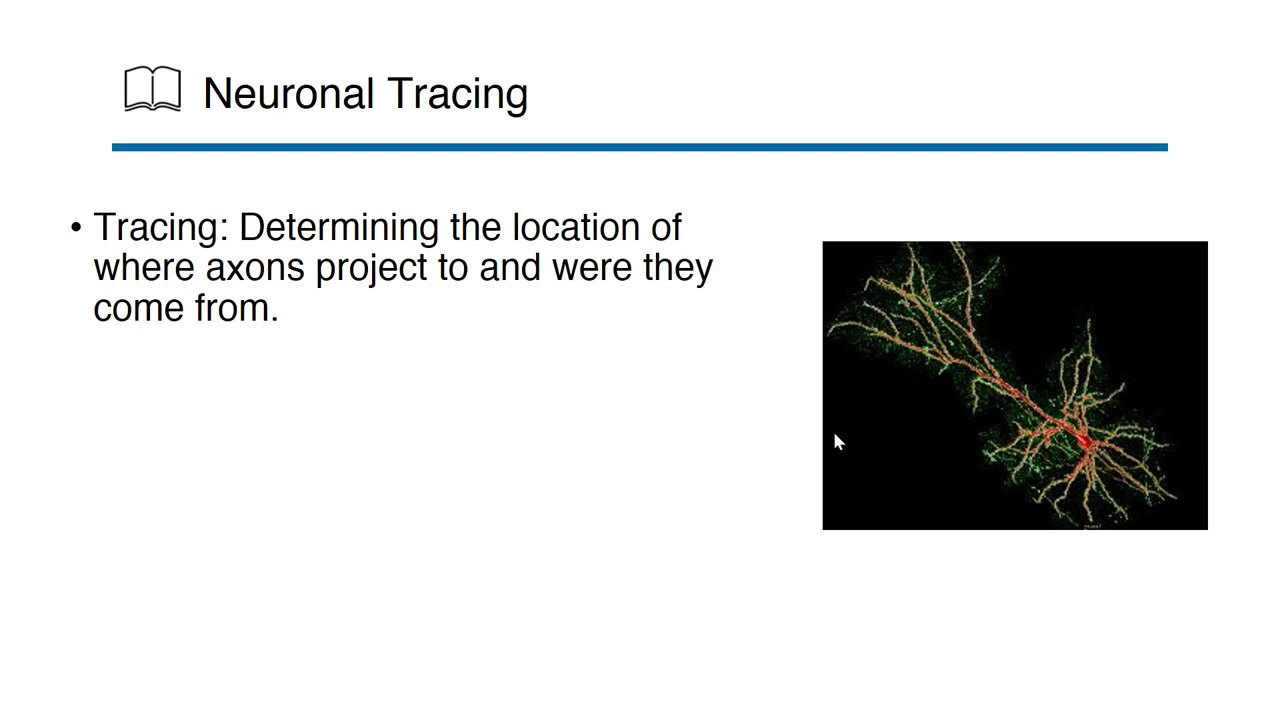 Neuronal Tracing
• Tracing: Determining the location of
where axons project to and were they
come from.